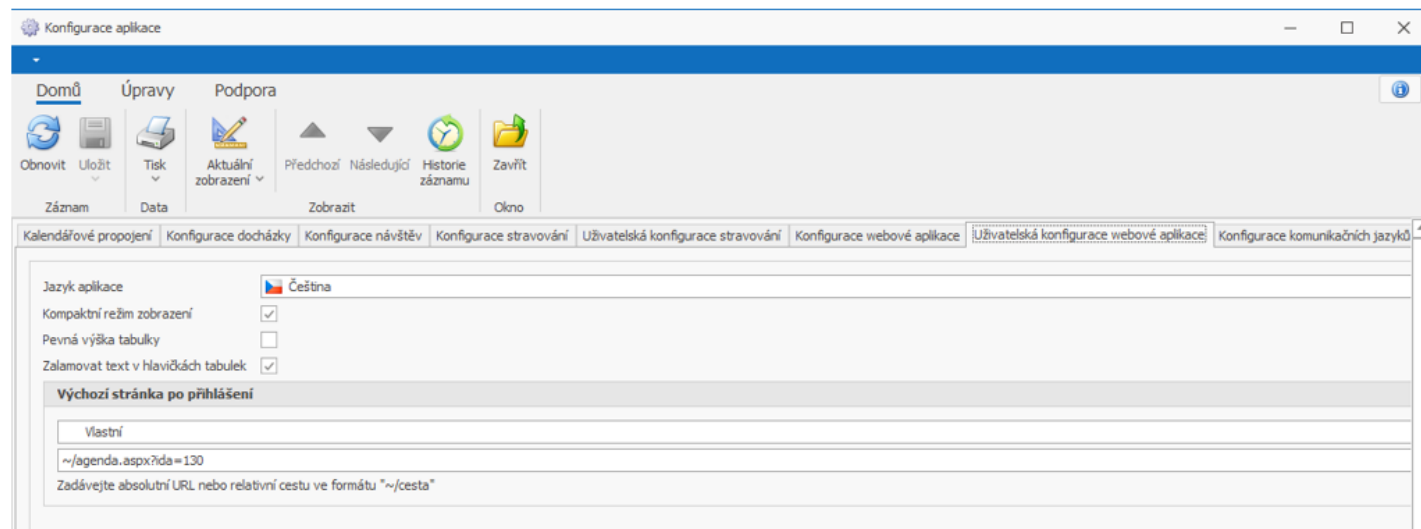 Konfigurace aplikace
Domů Úpravy Podpora
Obnovit Uložit Tisk Aktuální zobrazení Předchozí Následující Historie záznamu Zavřít
Záznam Data Zobrazit Okno
Kalendářové propojení Konfigurace docházky Konfigurace návštěv Konfigurace stravování Uživatelská konfigurace stravování Konfigurace webové aplikace Uživatelská konfigurace webové aplikace Konfigurace komunikačních jazyků
Jazyk aplikace Čeština
Kompaktní režim zobrazení
Pevná výška tabulky
Zalamovat text v hlavičkách tabulek
Výchozí stránka po přihlášení
Vlastní
~/agenda.aspx?ida=130
Zadávejte absolutní URL nebo relativní cestu ve formátu "~/cesta"